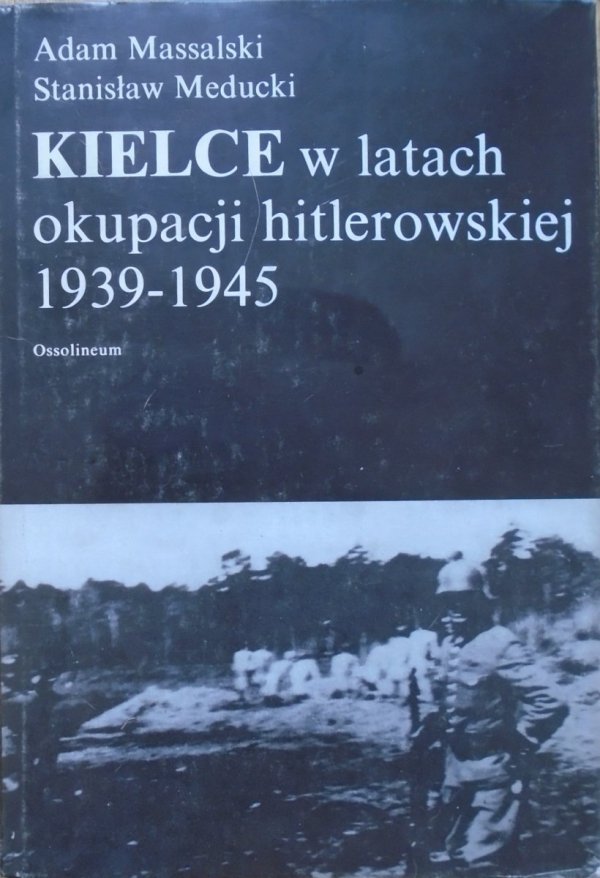 Adam Massalski
Stanisław Meducki
KIELCE w latach
okupacji hitlerowskiej
1939-1945
Ossolineum